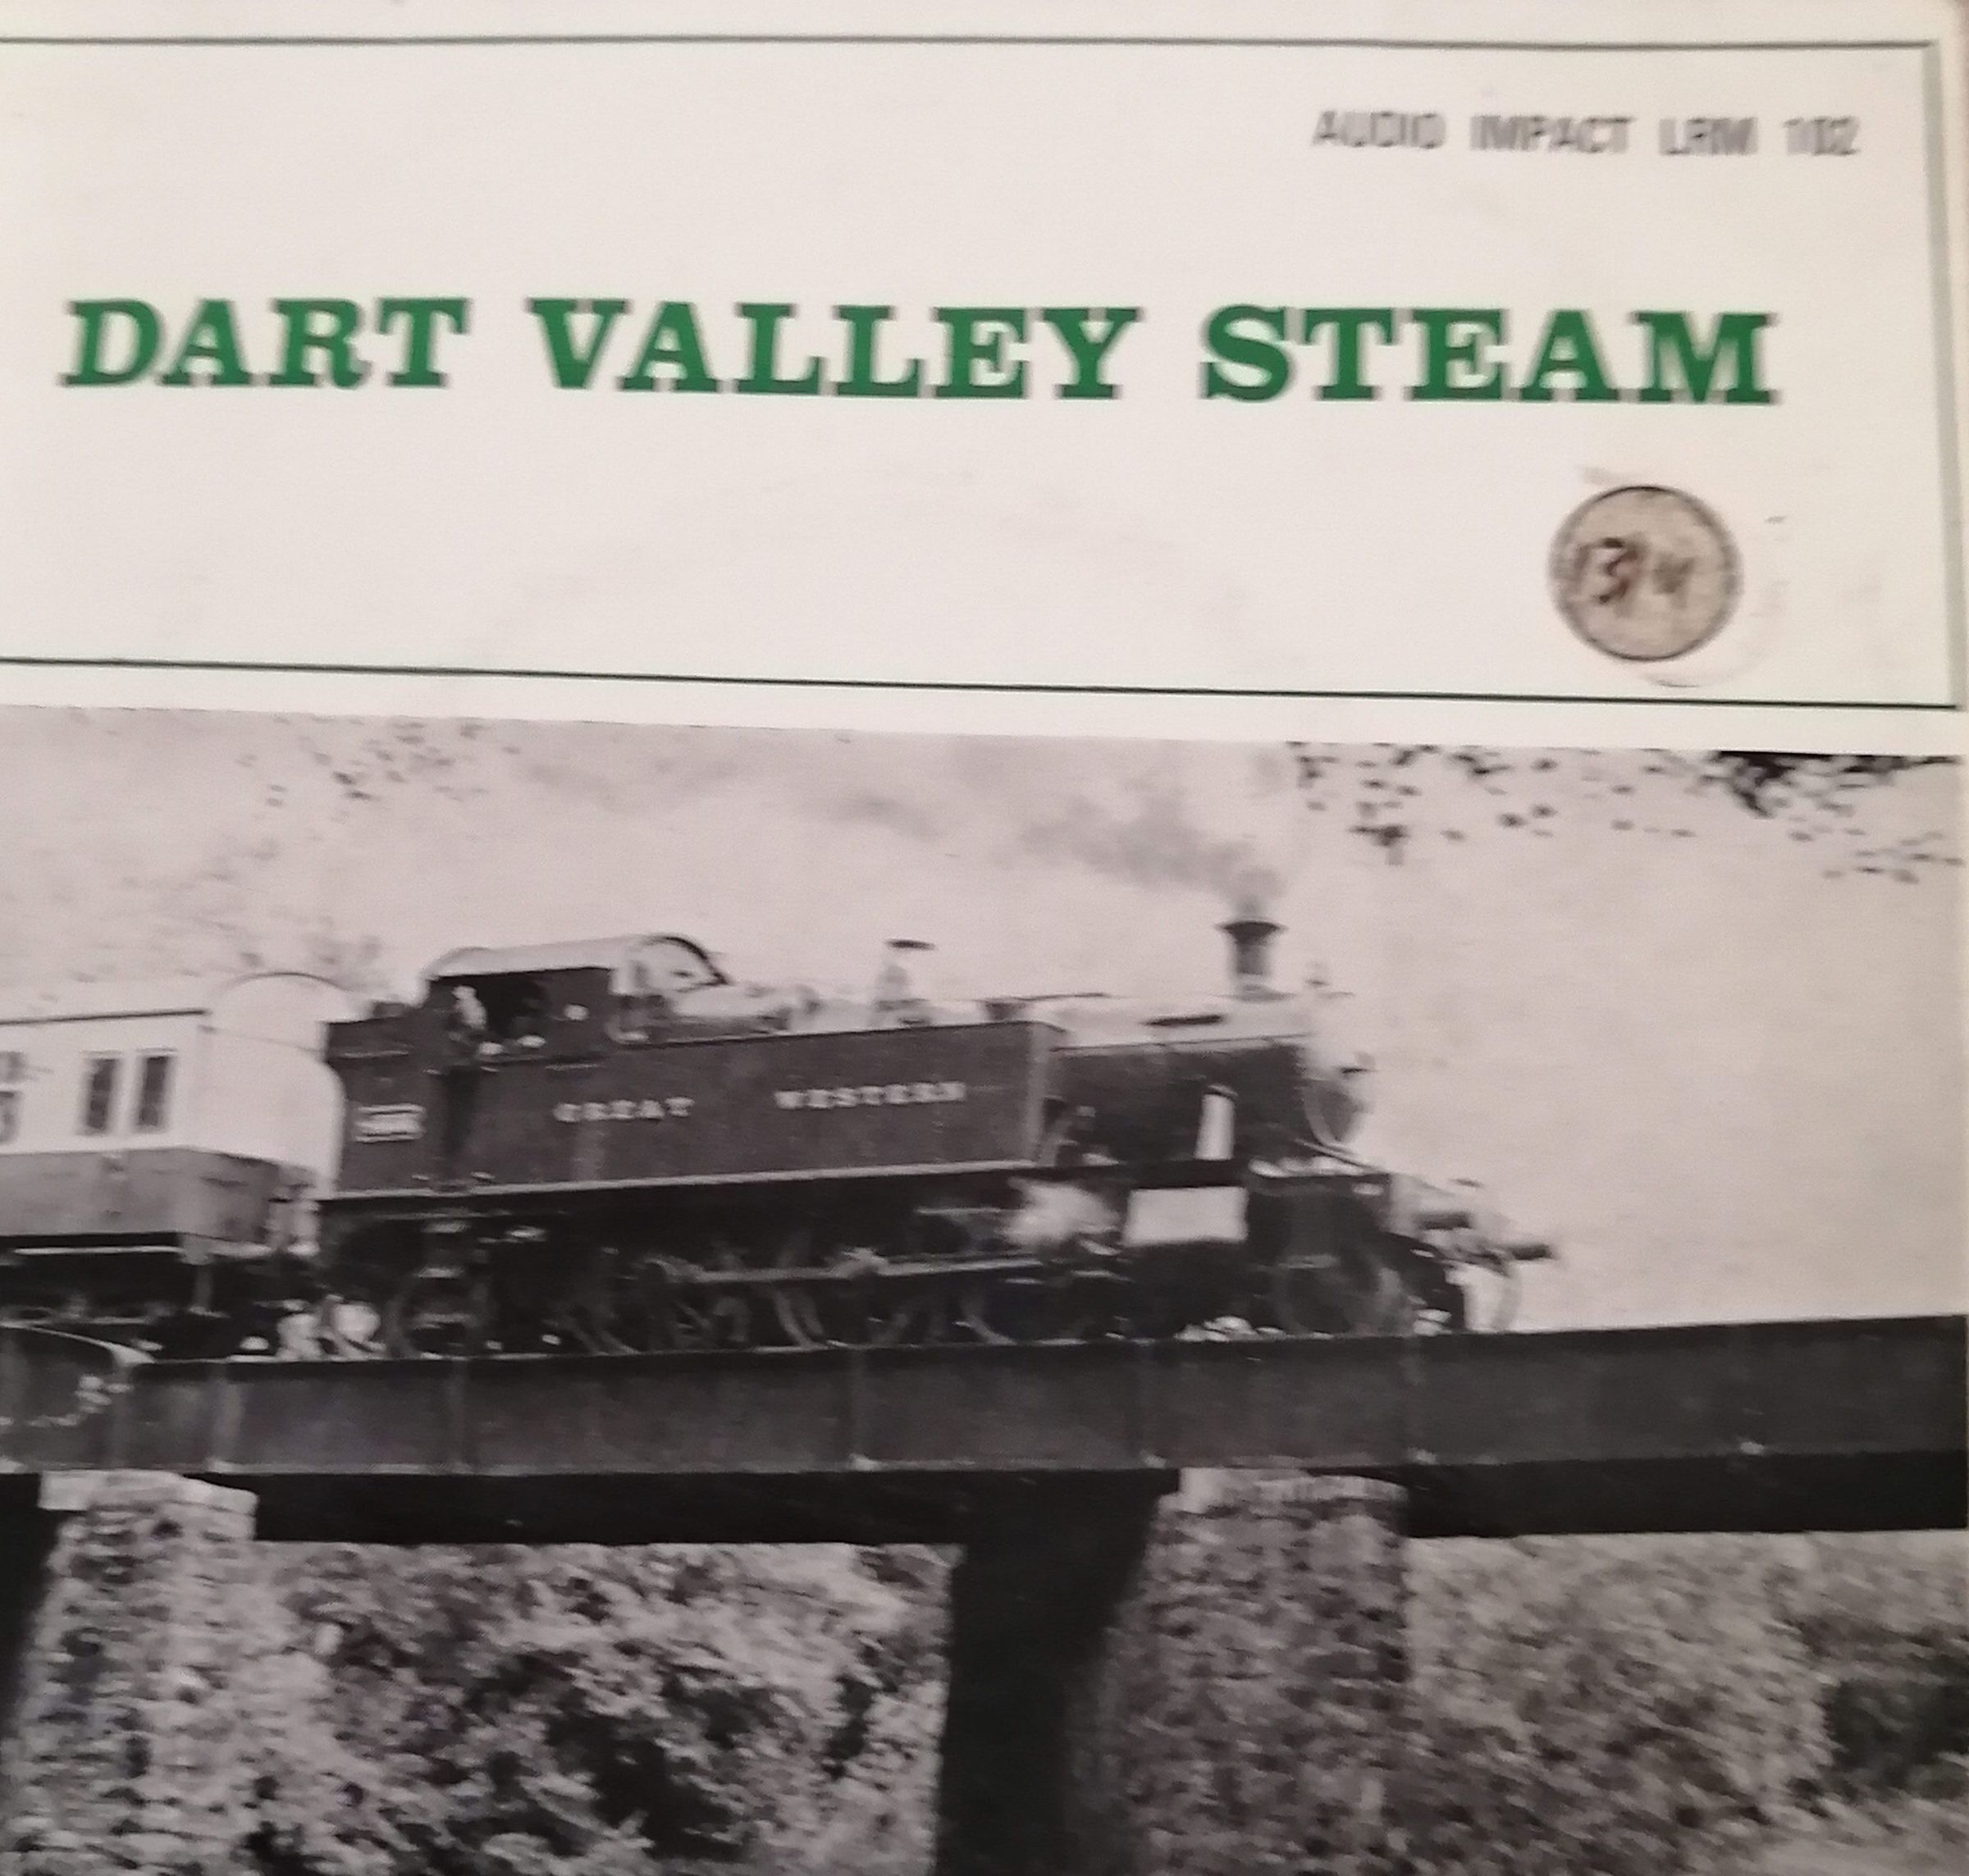 AUDIO IMPACT LRM 102
DART VALLEY STEAM
GREAT WESTERN